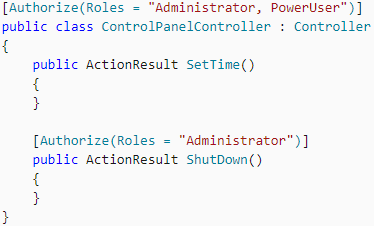 [Authorize(Roles = "Administrator, PowerUser")]
public class ControlPanelController : Controller
{
    public ActionResult SetTime()
    {
    }

    [Authorize(Roles = "Administrator")]
    public ActionResult ShutDown()
    {
    }
}